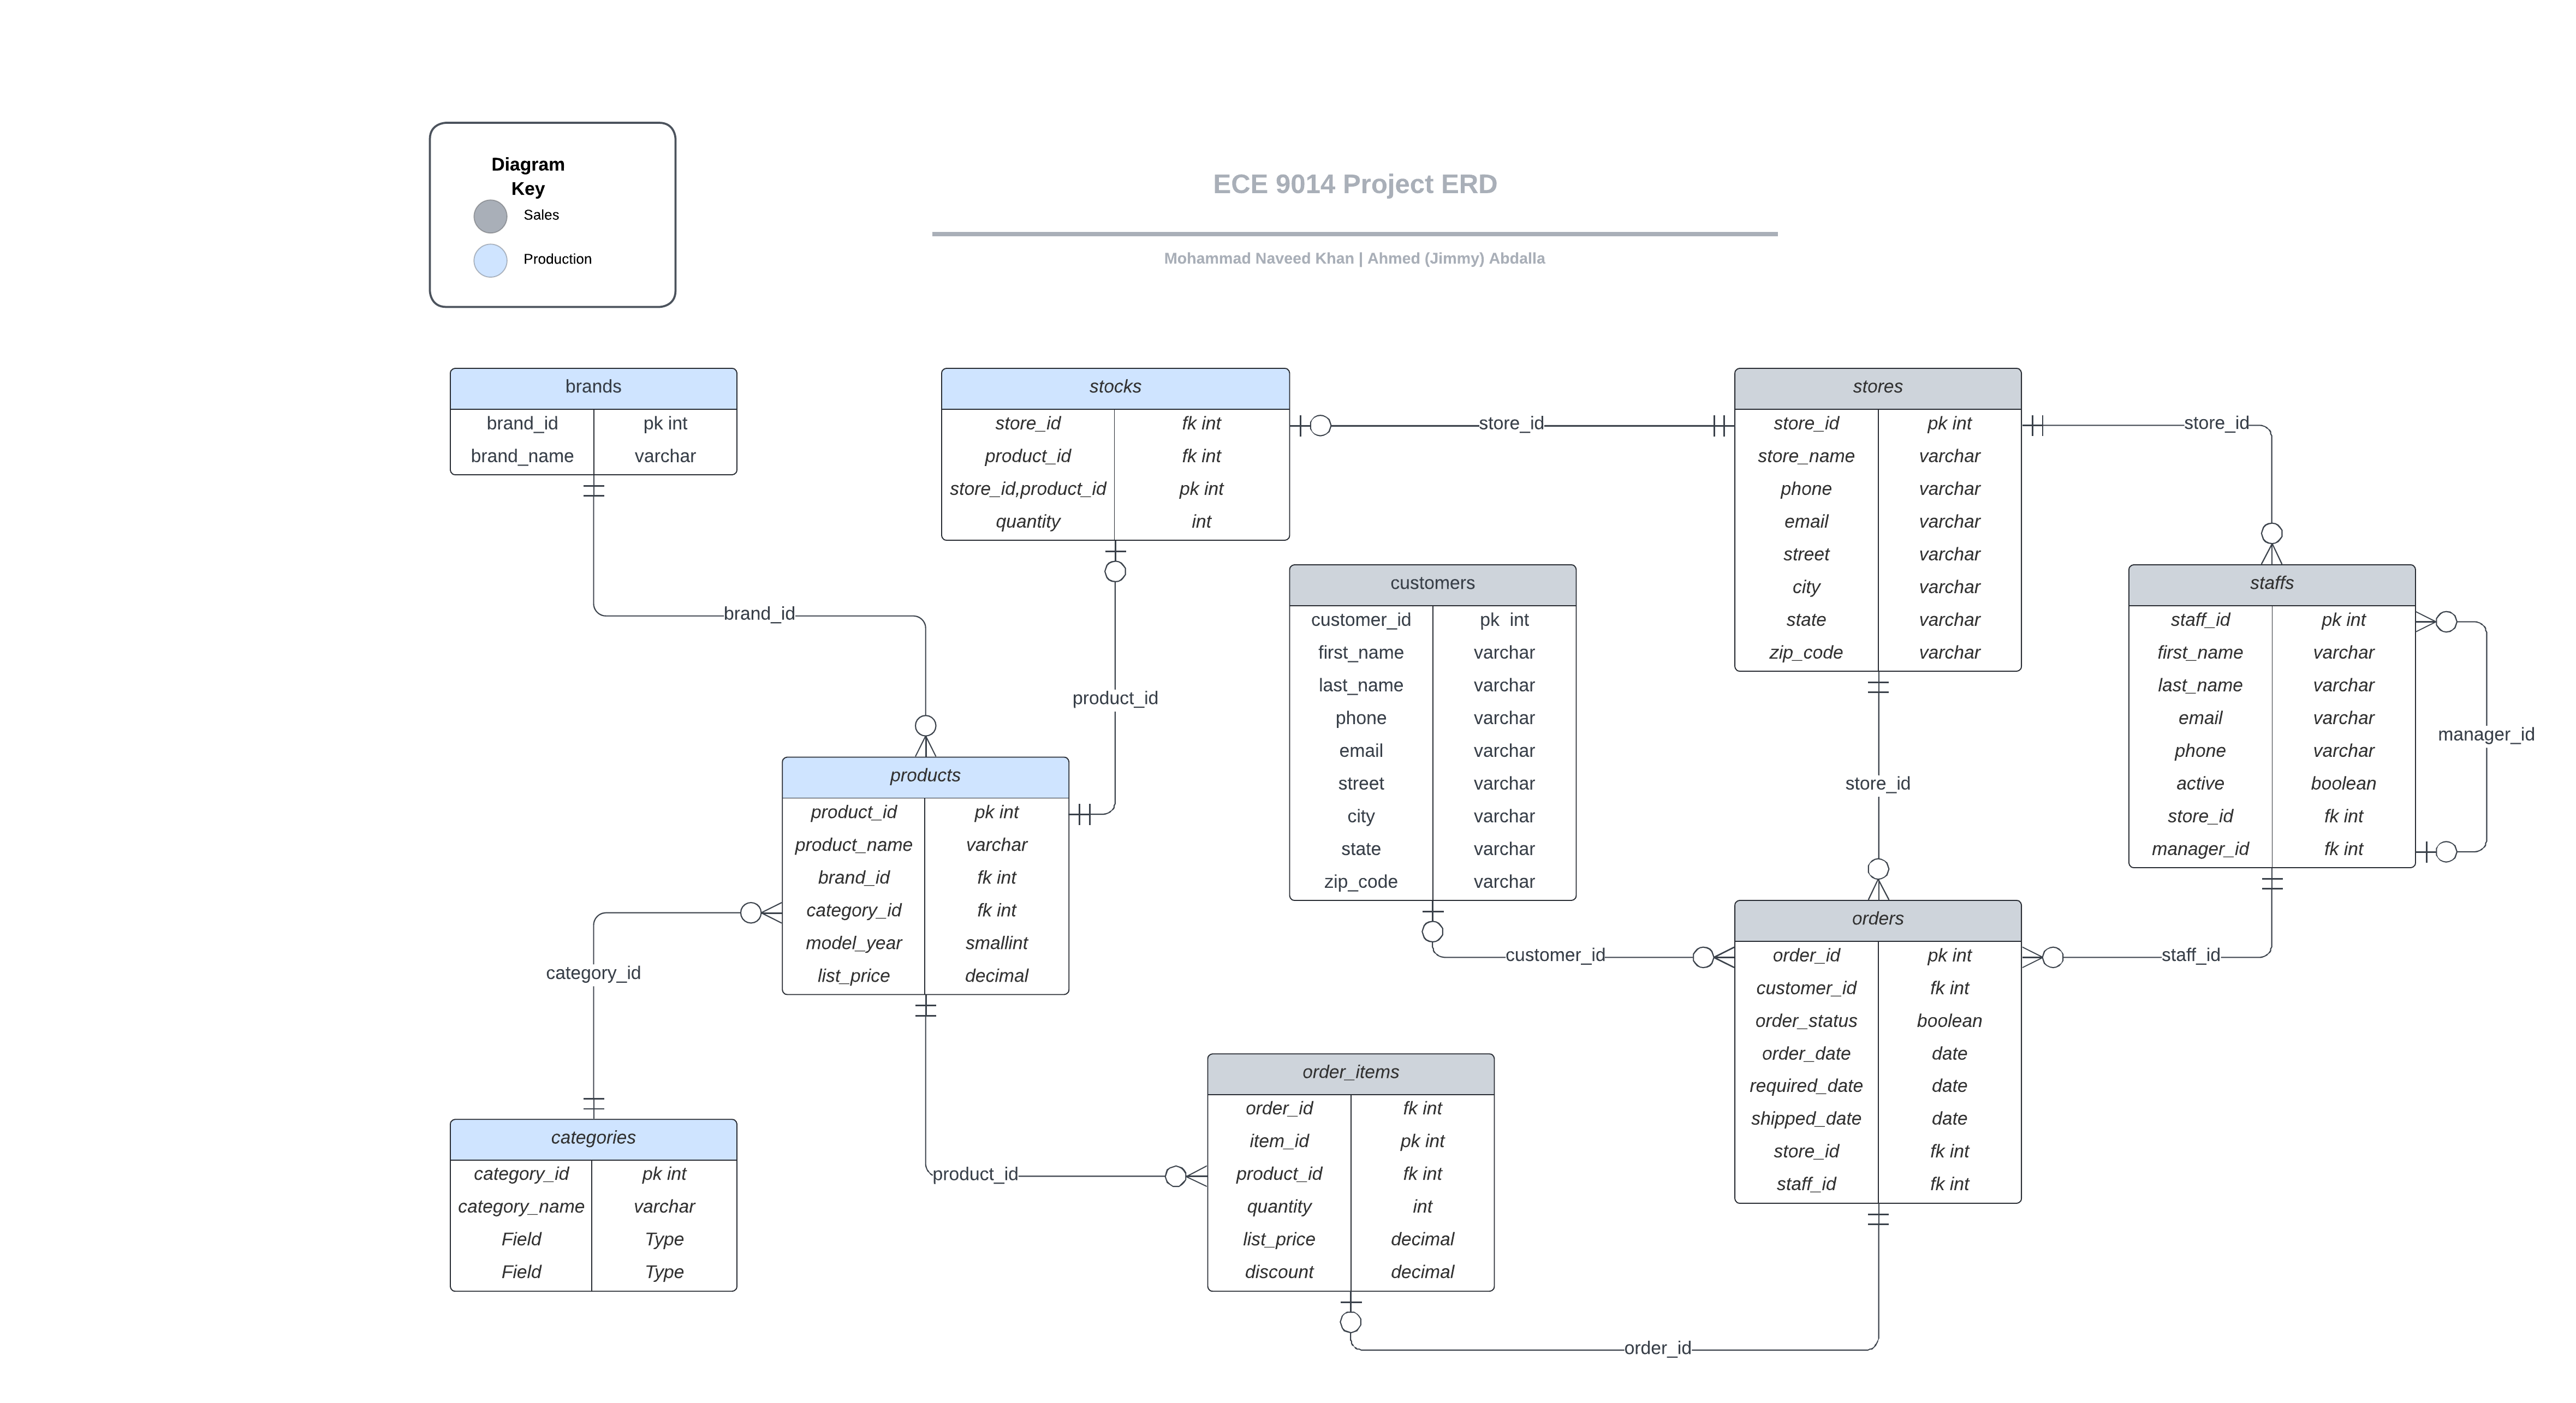 Diagram
Key
Sales
Production
ECE 9014 Project ERD
Mohammad Naveed Khan | Ahmed (Jimmy) Abdalla
brands
brand_id pk int
brand_name varchar
stocks
store_id fk int
product_id fk int
store_id,product_id pk int
quantity int
store_id
stores
store_id pk int
store_name varchar
phone varchar
email varchar
street varchar
city varchar
state varchar
zip_code varchar
store_id
customers
customer_id pk  int
first_name varchar
last_name varchar
phone varchar
email varchar
street varchar
city varchar
state varchar
zip_code varchar
staffs
staff_id pk int
first_name varchar
last_name varchar
email varchar
phone varchar
active boolean
store_id fk int
manager_id fk int
manager_id
brand_id
product_id
store_id
products
product_id pk int
product_name varchar
brand_id fk int
category_id fk int
model_year smallint
list_price decimal
category_id
customer_id
staff_id
orders
order_id pk int
customer_id fk int
order_status boolean
order_date date
required_date date
shipped_date date
store_id fk int
staff_id fk int
categories
category_id pk int
category_name varchar
Field Type
Field Type
product_id
order_items
order_id fk int
item_id pk int
product_id fk int
quantity int
list_price decimal
discount decimal
order_id